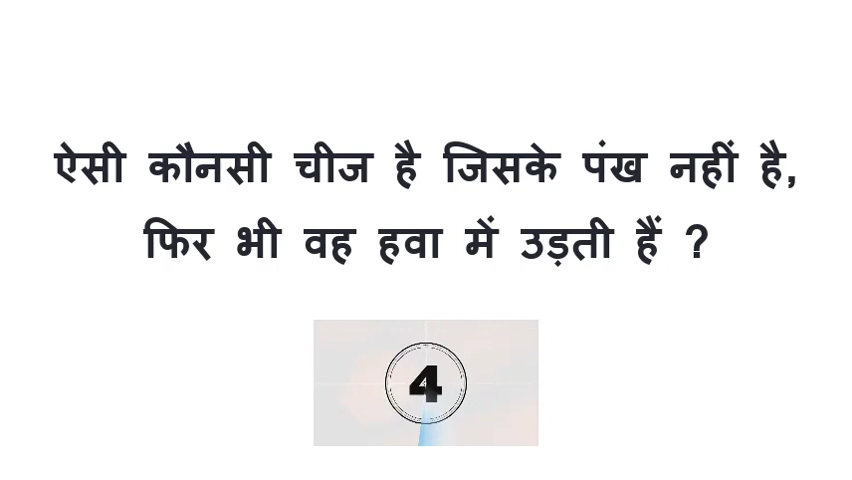 ऐसी कौनसी चीज है जिसके पंख नहीं है,
फिर भी वह हवा में उड़ती हैं ?
4